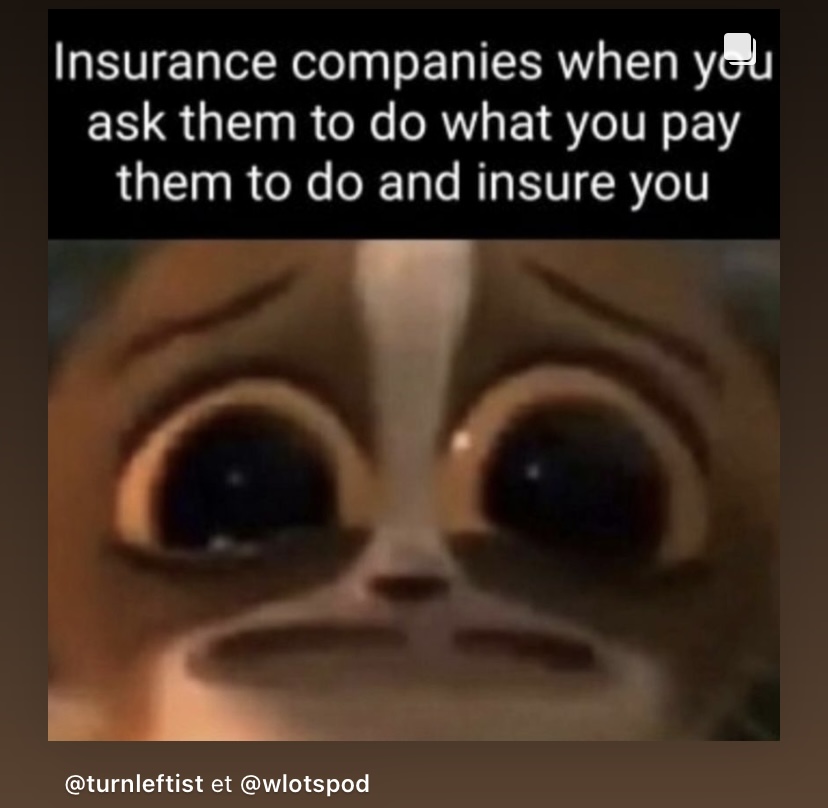 Insurance companies when you
ask them to do what you pay
them to do and insure you
@turnleftist et @wlotspod